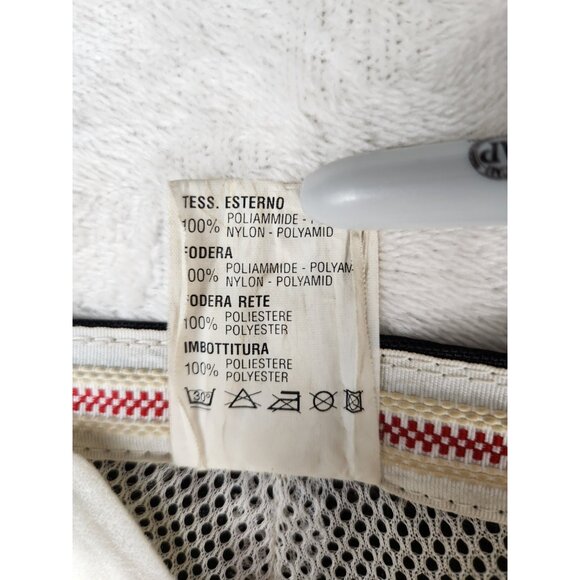 TESS. ESTERNO
100% POLIAMMIDE -
NYLON - POLYAMID
FODERA
100% POLIAMMIDE - POLYAM
NYLON - POLYAMID
FODERA RETE
100% POLIESTERE
POLYESTER
IMBOTTITURA
100% POLIESTERE
POLYESTER
30°